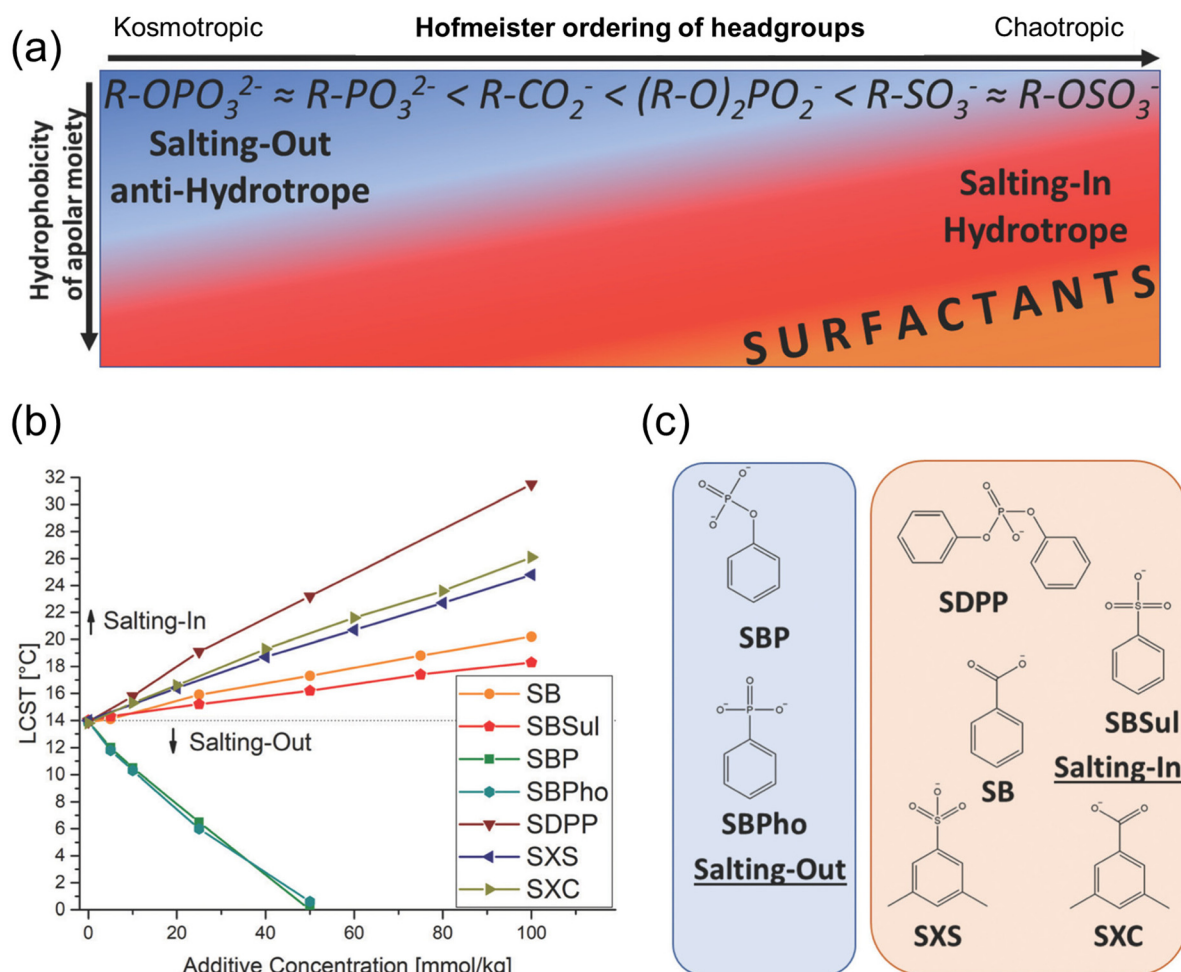 (a)
Kosmotropic Hofmeister ordering of headgroups Chaotropic
Hydrophobicity
of apolar moiety
R-OPO₃²⁻ ≈ R-PO₃²⁻ < R-CO₂⁻ < (R-O)₂PO₂⁻ < R-SO₃⁻ ≈ R-OSO₃⁻
Salting-Out
anti-Hydrotrope
Salting-In
Hydrotrope
SURFACTANTS
(b)
LCST [°C]
32
30
28
26
24
22
20
18
16
14
12
10
8
6
4
2
0
Salting-In
Salting-Out
SB
SBSul
SBP
SBPho
SDPP
SXS
SXC
0 20 40 60 80 100
Additive Concentration [mmol/kg]
(c)
O⁻
O P
⁻O O
SBP
O
O⁻ P O⁻
SBPho
Salting-Out
O
P
O O⁻ O
SDPP
O⁻
O S O
SBSul
O⁻ O
SB
Salting-In
O⁻
S O
O
SXS
O⁻ O
SXC